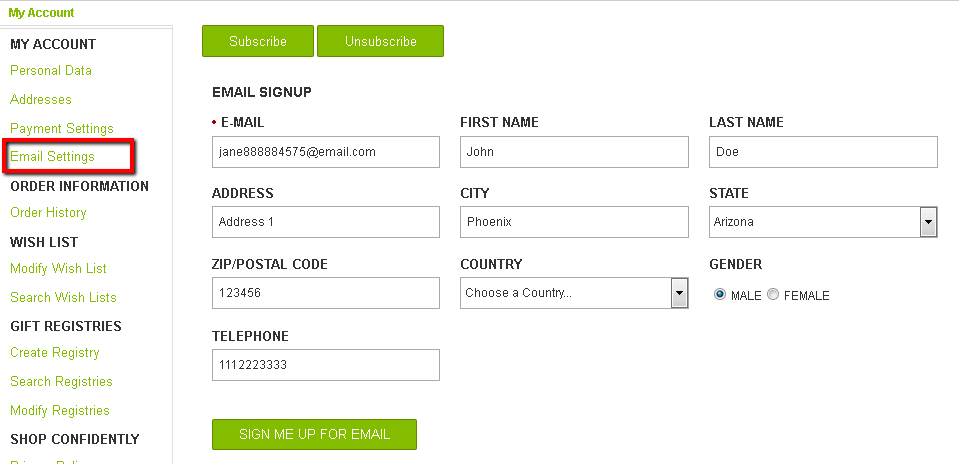 My Account
MY ACCOUNT
Personal Data
Addresses
Payment Settings
Email Settings
ORDER INFORMATION
Order History
WISH LIST
Modify Wish List
Search Wish Lists
GIFT REGISTRIES
Create Registry
Search Registries
Modify Registries
SHOP CONFIDENTLY
Subscribe
Unsubscribe
EMAIL SIGNUP
• E-MAIL
jane888884575@email.com
FIRST NAME
John
LAST NAME
Doe
ADDRESS
Address 1
CITY
Phoenix
STATE
Arizona
ZIP/POSTAL CODE
123456
COUNTRY
Choose a Country...
GENDER
MALE FEMALE
TELEPHONE
1112223333
SIGN ME UP FOR EMAIL